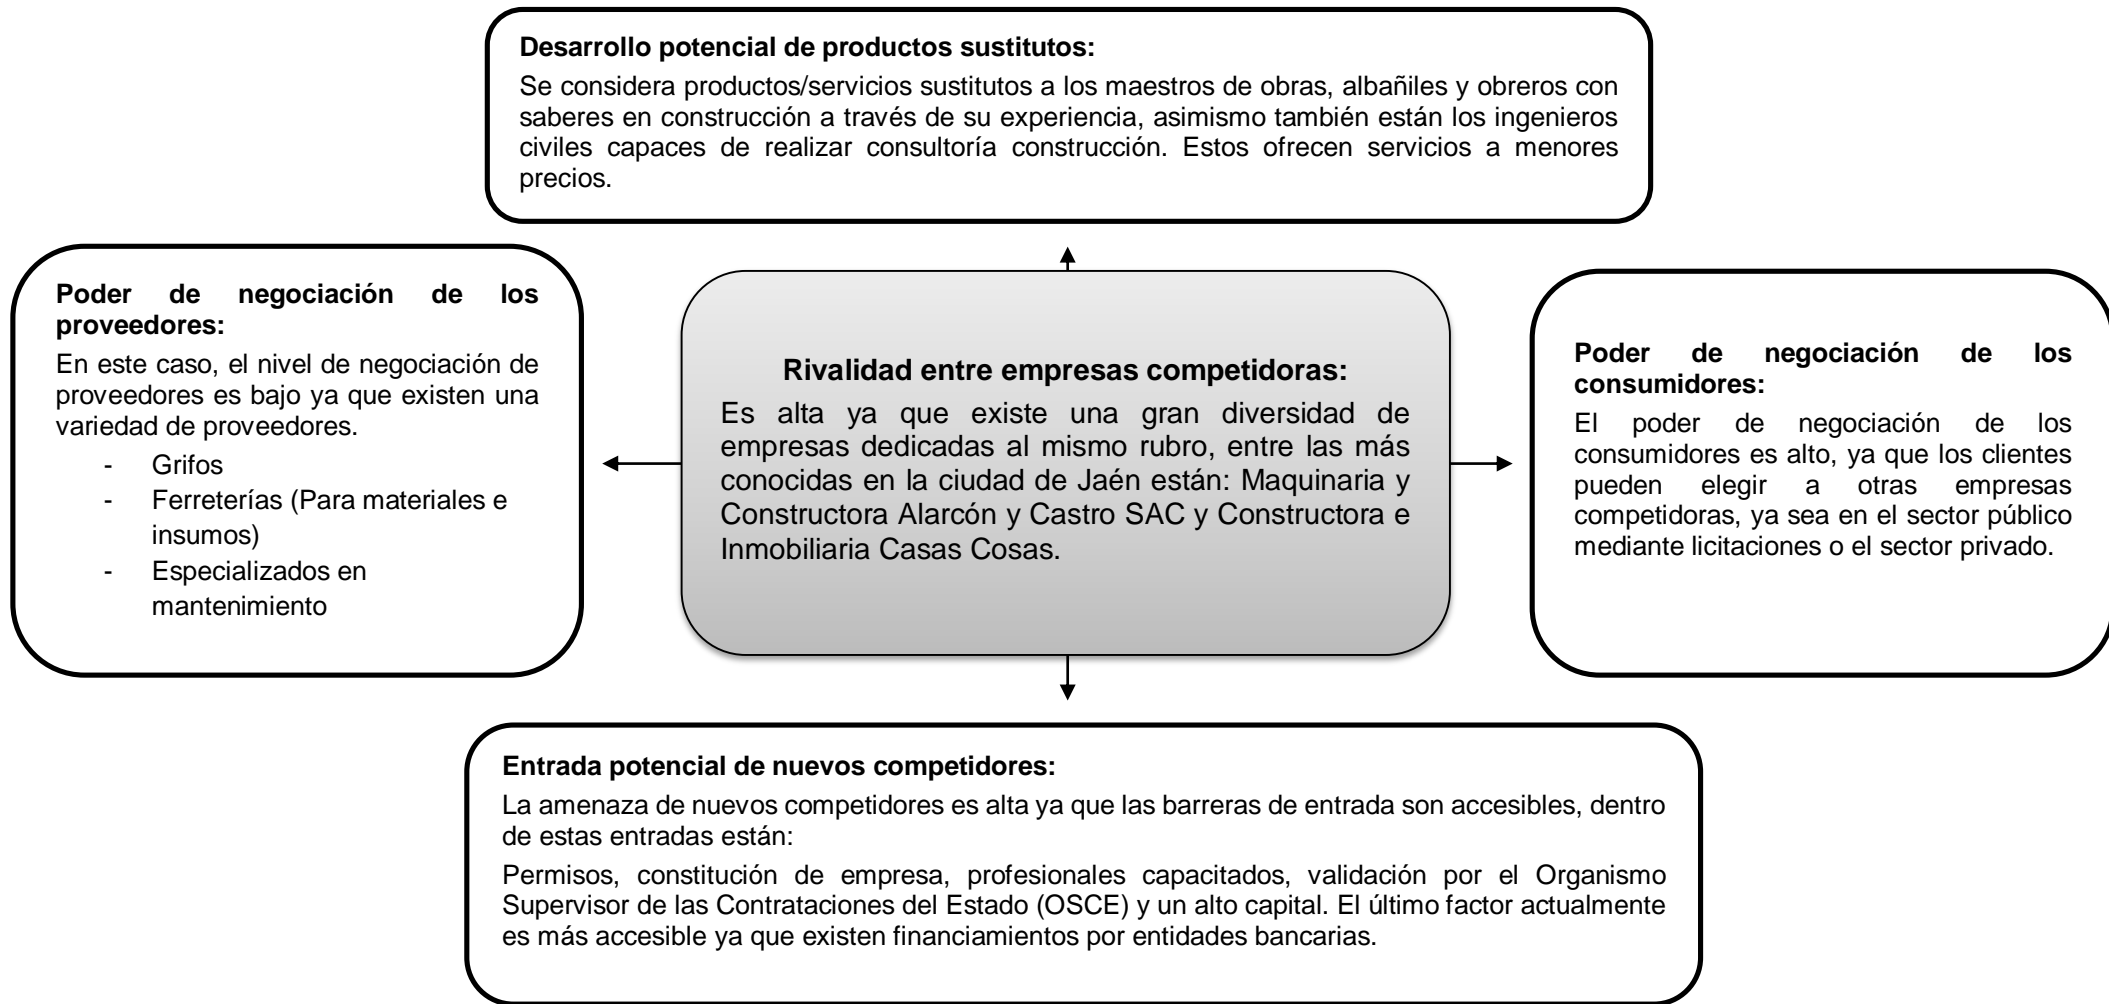 Desarrollo potencial de productos sustitutos:
Se considera productos/servicios sustitutos a los maestros de obras, albañiles y obreros con
saberes en construcción a través de su experiencia, asimismo también están los ingenieros
civiles capaces de realizar consultoría construcción. Estos ofrecen servicios a menores
precios.
Poder de negociación de los
proveedores:
En este caso, el nivel de negociación de
proveedores es bajo ya que existen una
variedad de proveedores.
- Grifos
- Ferreterías (Para materiales e
insumos)
- Especializados en
mantenimiento
Rivalidad entre empresas competidoras:
Es alta ya que existe una gran diversidad de
empresas dedicadas al mismo rubro, entre las más
conocidas en la ciudad de Jaén están: Maquinaria y
Constructora Alarcón y Castro SAC y Constructora e
Inmobiliaria Casas Cosas.
Poder de negociación de los
consumidores:
El poder de negociación de los
consumidores es alto, ya que los clientes
pueden elegir a otras empresas
competidoras, ya sea en el sector público
mediante licitaciones o el sector privado.
Entrada potencial de nuevos competidores:
La amenaza de nuevos competidores es alta ya que las barreras de entrada son accesibles, dentro
de estas entradas están:
Permisos, constitución de empresa, profesionales capacitados, validación por el Organismo
Supervisor de las Contrataciones del Estado (OSCE) y un alto capital. El último factor actualmente
es más accesible ya que existen financiamientos por entidades bancarias.